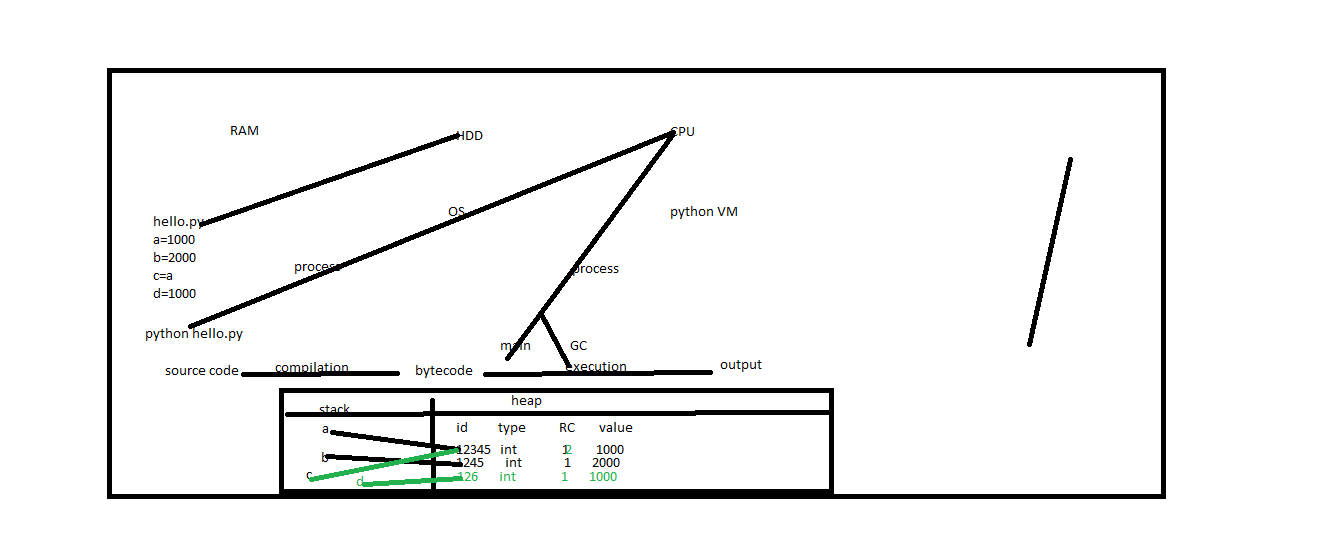 RAM
HDD
CPU
hello.py
OS
python VM
a=1000
b=2000
process
process
c=a
d=1000
python hello.py
main
GC
source code
compilation
bytecode
execution
output
stack
heap
a
id type RC value
b
12345 int 12 1000
1245 int 1 2000
c
d
126 int 1 1000